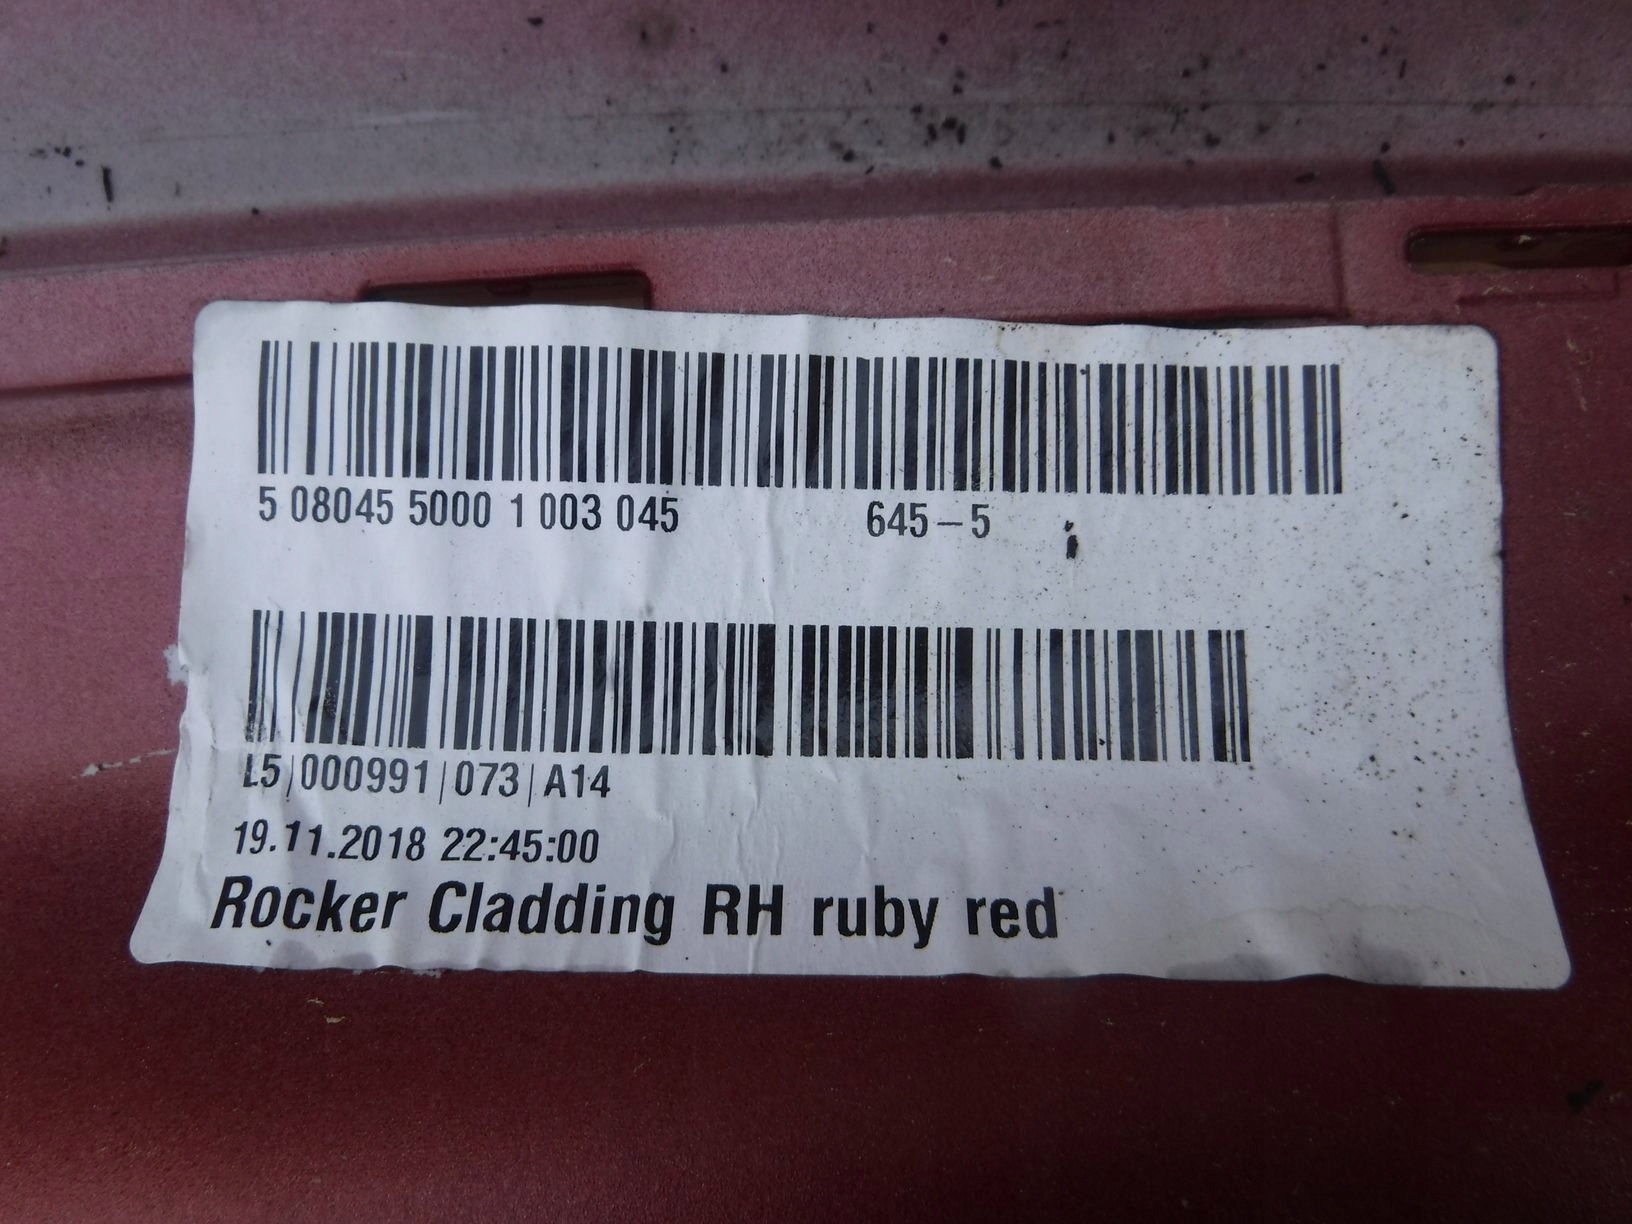 5 08045 5000 1 003 045 645-5
L5|000991|073|A14
19.11.2018 22:45:00
Rocker Cladding RH ruby red